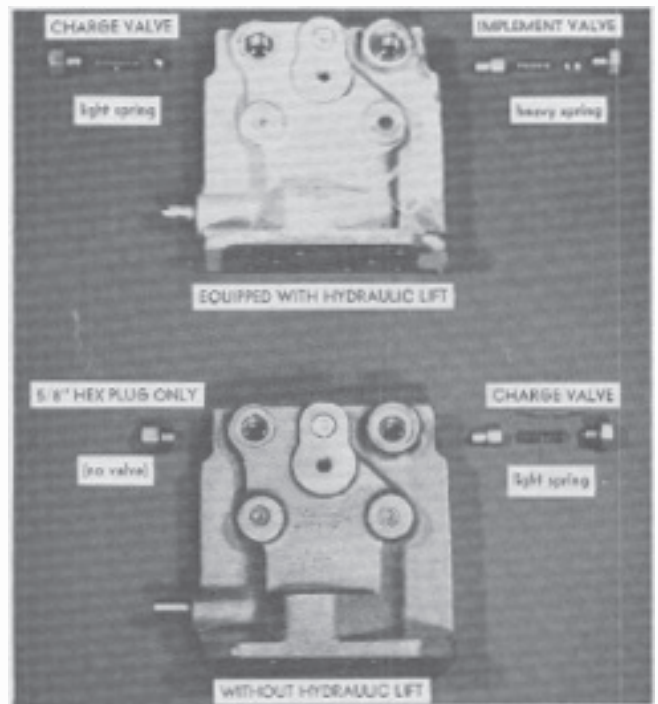 CHARGE VALVE
IMPLEMENT VALVE
light spring
heavy spring
EQUIPPED WITH HYDRAULIC LIFT
5/8" HEX PLUG ONLY
CHARGE VALVE
(no valve)
light spring
WITHOUT HYDRAULIC LIFT